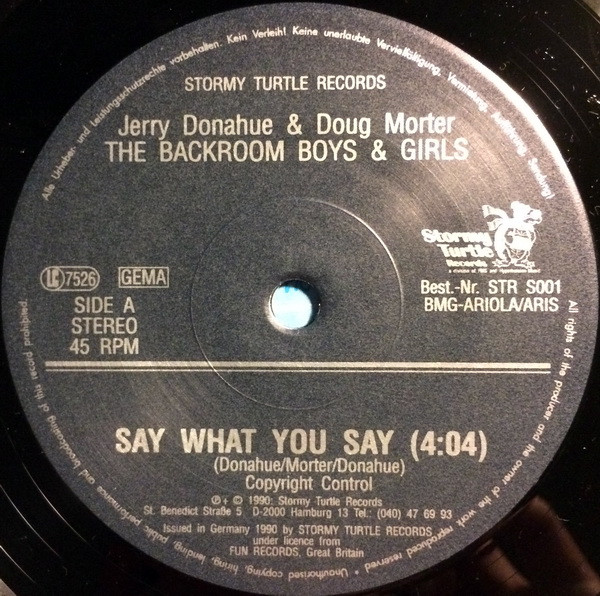 Alle Urheber- und Leistungsschutzrechte vorbehalten. Kein Verleih! Keine unerlaubte Vervielfältigung, Vermietung, Aufführung, Sendung!
STORMY TURTLE RECORDS
Jerry Donahue & Doug Morter
THE BACKROOM BOYS & GIRLS
Stormy
Turtle
Records
LC 7526
GEMA
Best.-Nr. STR S001
BMG-ARIOLA/ARIS
SIDE A
STEREO
45 RPM
SAY WHAT YOU SAY (4:04)
(Donahue/Morter/Donahue)
Copyright Control
℗ + © 1990: Stormy Turtle Records
St. Benedict Straße 5 D-2000 Hamburg 13 Tel.: (040) 47 69 93
Issued in Germany 1990 by STORMY TURTLE RECORDS
under licence from
FUN RECORDS, Great Britain
All rights of the producer and the owner of the work reproduced reserved * Unauthorised copying, hiring, lending, public performance and broadcasting of this record prohibited.